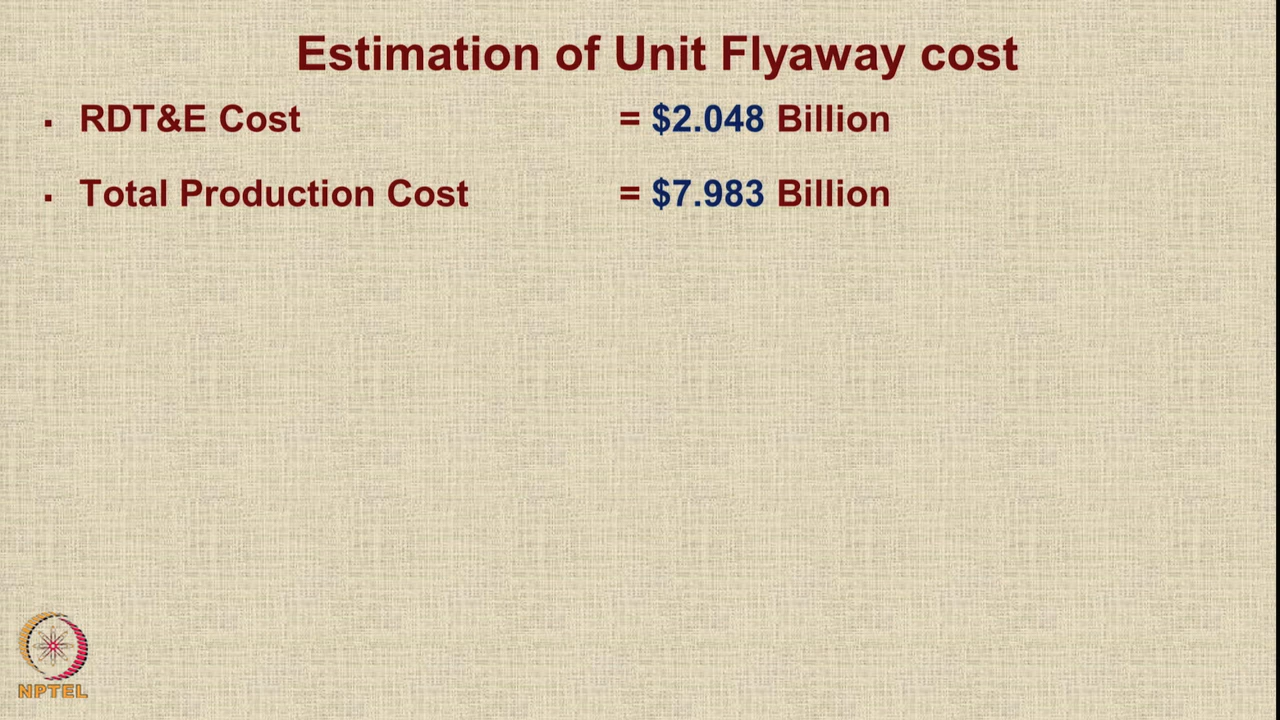 Estimation of Unit Flyaway cost
▪ RDT&E Cost = $2.048 Billion
▪ Total Production Cost = $7.983 Billion
NPTEL